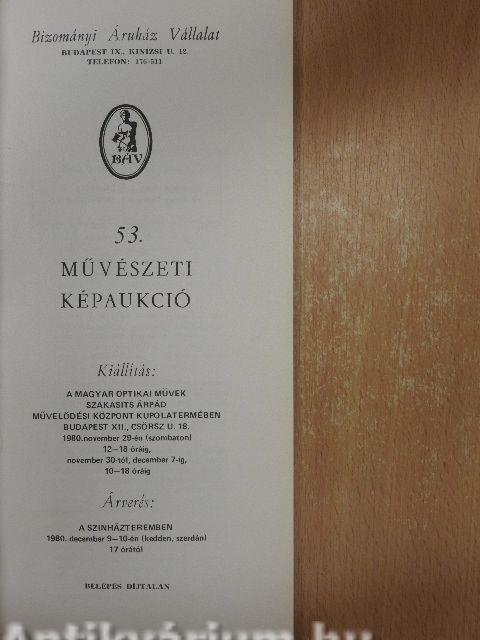 Bizományi Áruház Vállalat
BUDAPEST IX., KINIZSI U. 12.
TELEFON: 176-511
BÁV
53.
MŰVÉSZETI
KÉPAUKCIÓ
Kiállítás:
A MAGYAR OPTIKAI MŰVEK
SZAKASITS ÁRPÁD
MŰVELŐDÉSI KÖZPONT KUPOLATERMÉBEN
BUDAPEST XII., CSÖRSZ U. 18.
1980.november 29-én (szombaton)
12–18 óráig,
november 30-tól, december 7-ig,
10–18 óráig
Árverés:
A SZINHÁZTEREMBEN
1980. december 9–10-én (kedden, szerdán)
17 órától
BELÉPÉS DÍJTALAN
Antikvárium.hu